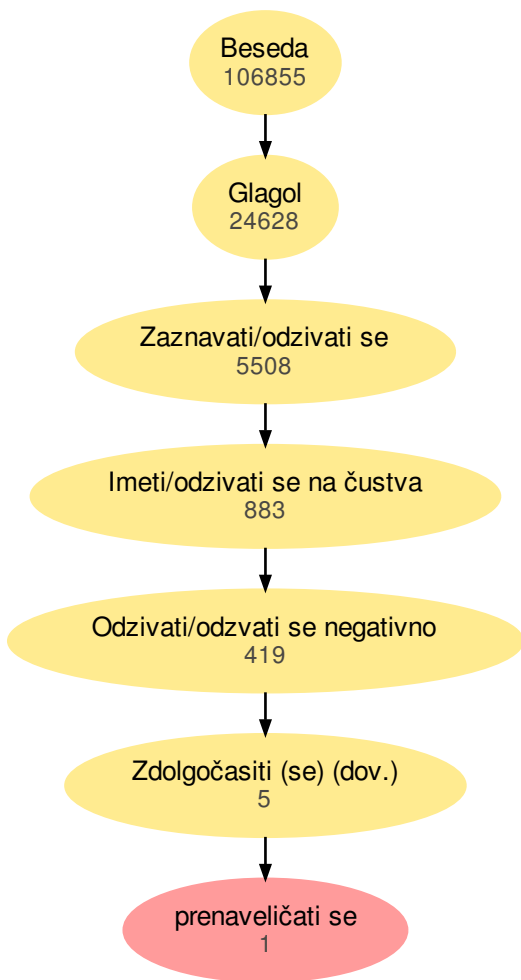 Beseda
106855
Glagol
24628
Zaznavati/odzivati se
5508
Imeti/odzivati se na čustva
883
Odzivati/odzvati se negativno
419
Zdolgočasiti (se) (dov.)
5
prenaveličati se
1